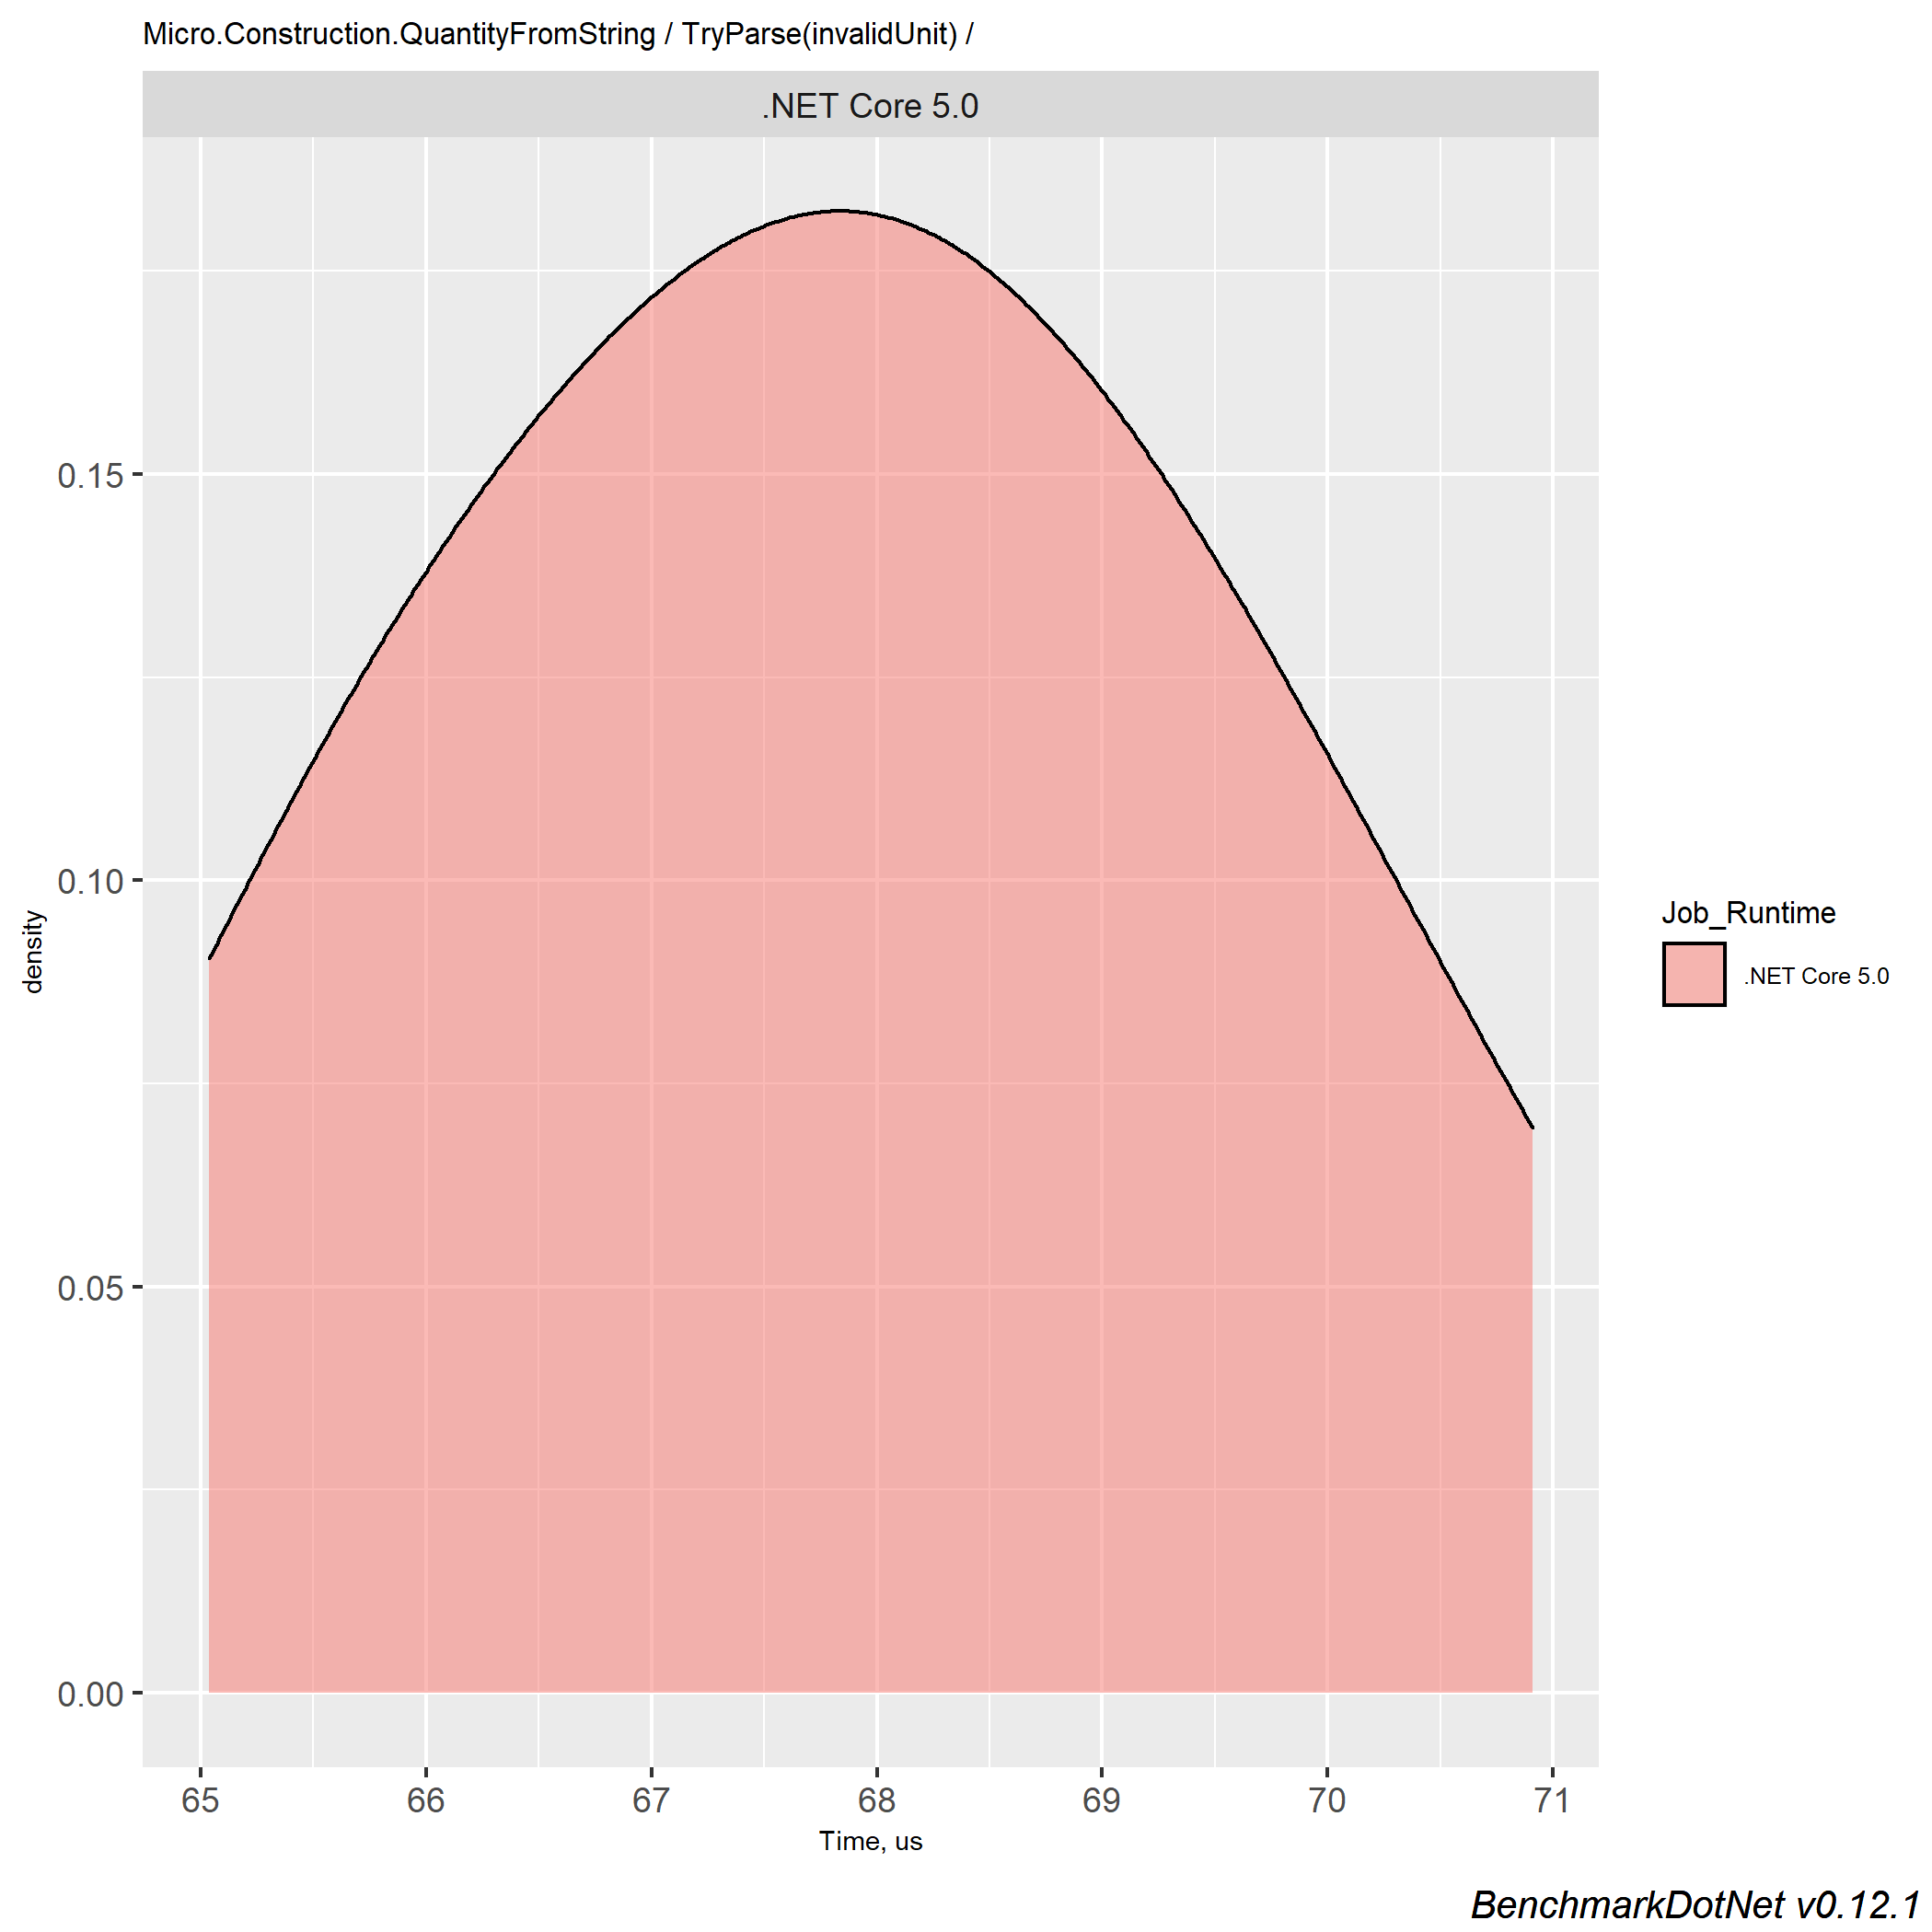 Micro.Construction.QuantityFromString / TryParse(invalidUnit) /
.NET Core 5.0
0.15
0.10
0.05
0.00
density
65 66 67 68 69 70 71
Time, us
Job_Runtime
.NET Core 5.0
BenchmarkDotNet v0.12.1